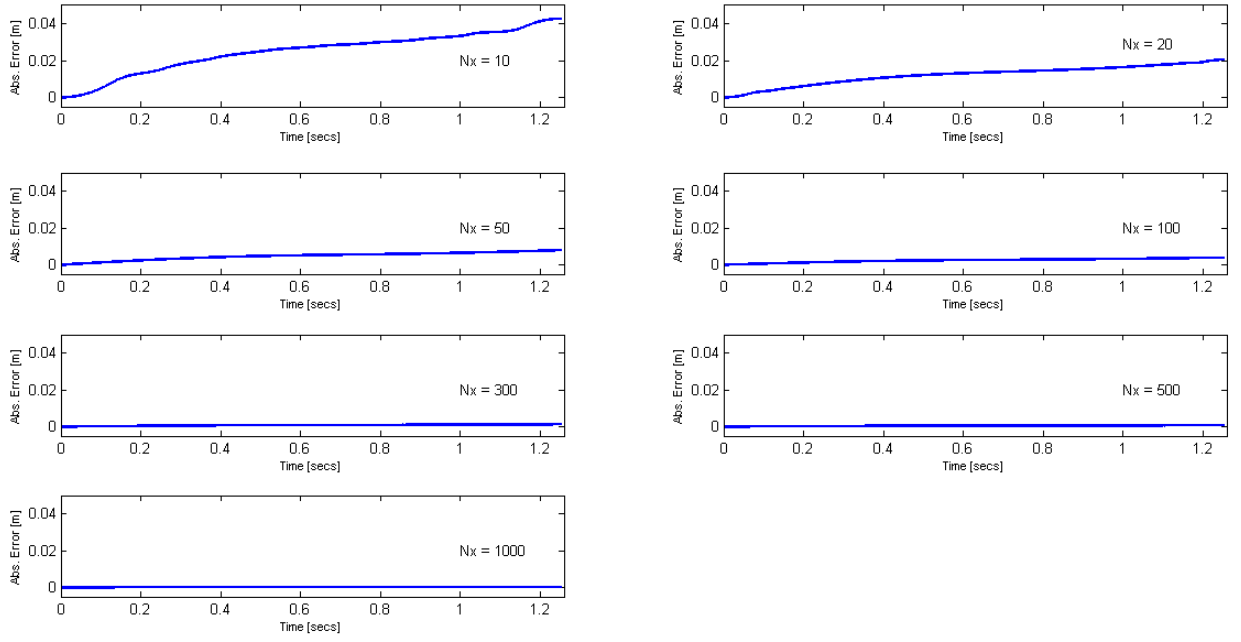 Abs. Error [m]
0.04
0.02
0
Nx = 10
0 0.2 0.4 0.6 0.8 1 1.2
Time [secs]
Abs. Error [m]
0.04
0.02
0
Nx = 20
0 0.2 0.4 0.6 0.8 1 1.2
Time [secs]
Abs. Error [m]
0.04
0.02
0
Nx = 50
0 0.2 0.4 0.6 0.8 1 1.2
Time [secs]
Abs. Error [m]
0.04
0.02
0
Nx = 100
0 0.2 0.4 0.6 0.8 1 1.2
Time [secs]
Abs. Error [m]
0.04
0.02
0
Nx = 300
0 0.2 0.4 0.6 0.8 1 1.2
Time [secs]
Abs. Error [m]
0.04
0.02
0
Nx = 500
0 0.2 0.4 0.6 0.8 1 1.2
Time [secs]
Abs. Error [m]
0.04
0.02
0
Nx = 1000
0 0.2 0.4 0.6 0.8 1 1.2
Time [secs]